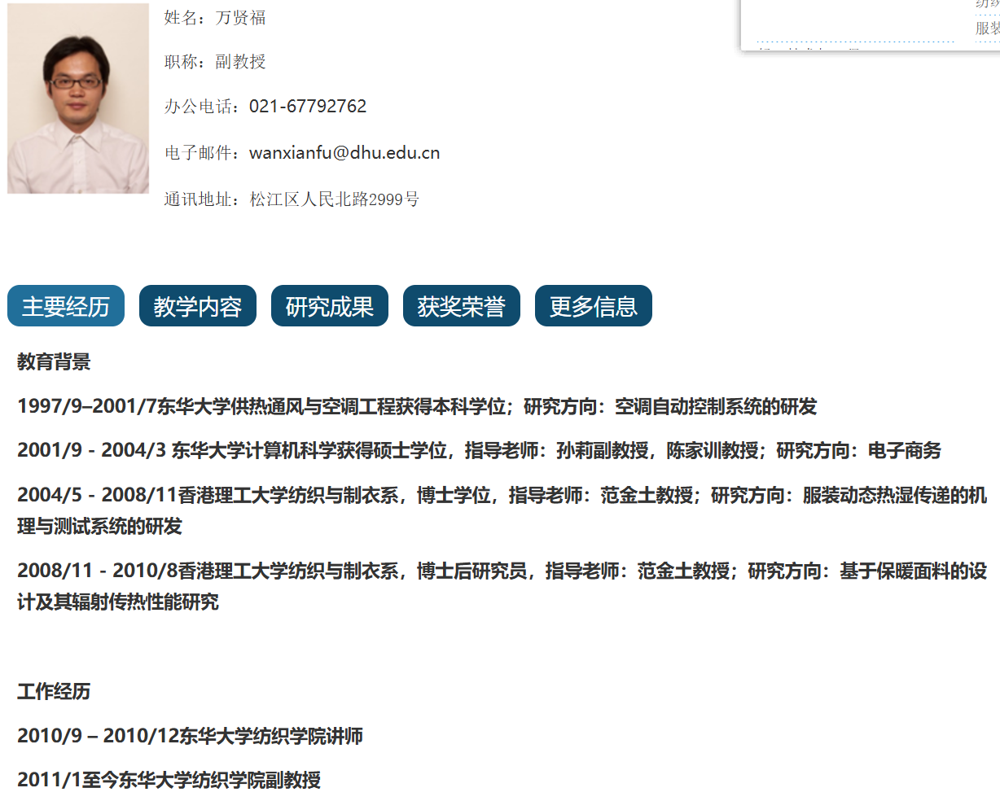 姓名：万贤福
职称：副教授
办公电话：021-67792762
电子邮件：wanxianfu@dhu.edu.cn
通讯地址：松江区人民北路2999号
服装
主要经历
教学内容
研究成果
获奖荣誉
更多信息
教育背景
1997/9–2001/7东华大学供热通风与空调工程获得本科学位；研究方向：空调自动控制系统的研发
2001/9 - 2004/3 东华大学计算机科学获得硕士学位，指导老师：孙莉副教授，陈家训教授；研究方向：电子商务
2004/5 - 2008/11香港理工大学纺织与制衣系，博士学位，指导老师：范金土教授；研究方向：服装动态热湿传递的机
理与测试系统的研发
2008/11 - 2010/8香港理工大学纺织与制衣系，博士后研究员，指导老师：范金土教授；研究方向：基于保暖面料的设
计及其辐射传热性能研究
工作经历
2010/9 – 2010/12东华大学纺织学院讲师
2011/1至今东华大学纺织学院副教授